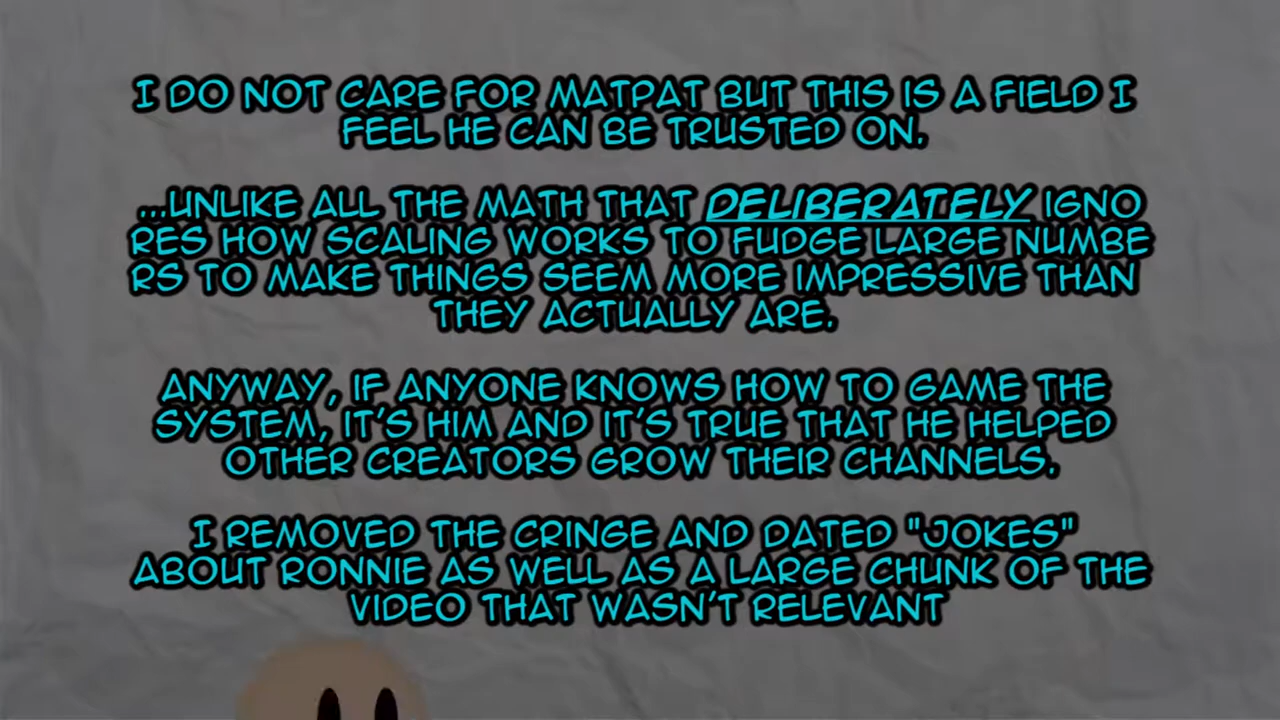 I DO NOT CARE FOR MATPAT BUT THIS IS A FIELD I
FEEL HE CAN BE TRUSTED ON.
...UNLIKE ALL THE MATH THAT DELIBERATELY IGNO
RES HOW SCALING WORKS TO FUDGE LARGE NUMBE
RS TO MAKE THINGS SEEM MORE IMPRESSIVE THAN
THEY ACTUALLY ARE.
ANYWAY, IF ANYONE KNOWS HOW TO GAME THE
SYSTEM, IT'S HIM AND IT'S TRUE THAT HE HELPED
OTHER CREATORS GROW THEIR CHANNELS.
I REMOVED THE CRINGE AND DATED "JOKES"
ABOUT RONNIE AS WELL AS A LARGE CHUNK OF THE
VIDEO THAT WASN'T RELEVANT